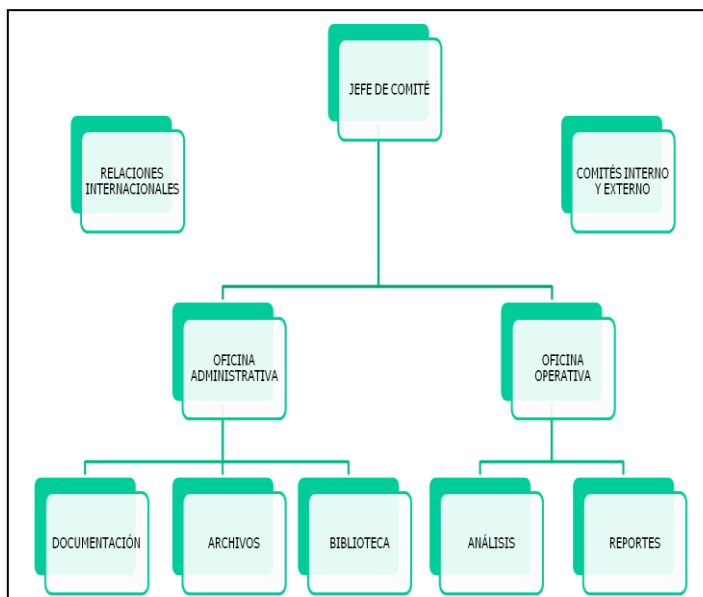 JEFE DE COMITÉ
RELACIONES
INTERNACIONALES
COMITÉS INTERNO
Y EXTERNO
OFICINA
ADMINISTRATIVA
OFICINA
OPERATIVA
DOCUMENTACIÓN
ARCHIVOS
BIBLIOTECA
ANÁLISIS
REPORTES